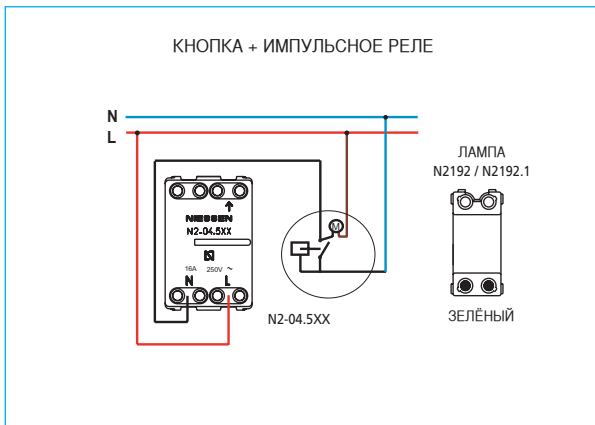 КНОПКА + ИМПУЛЬСНОЕ РЕЛЕ
N
L
ЛАМПА
N2192 / N2192.1
NIESSEN
N2-04.5XX
16A 250V ~
N L
M
N2-04.5XX
ЗЕЛЁНЫЙ